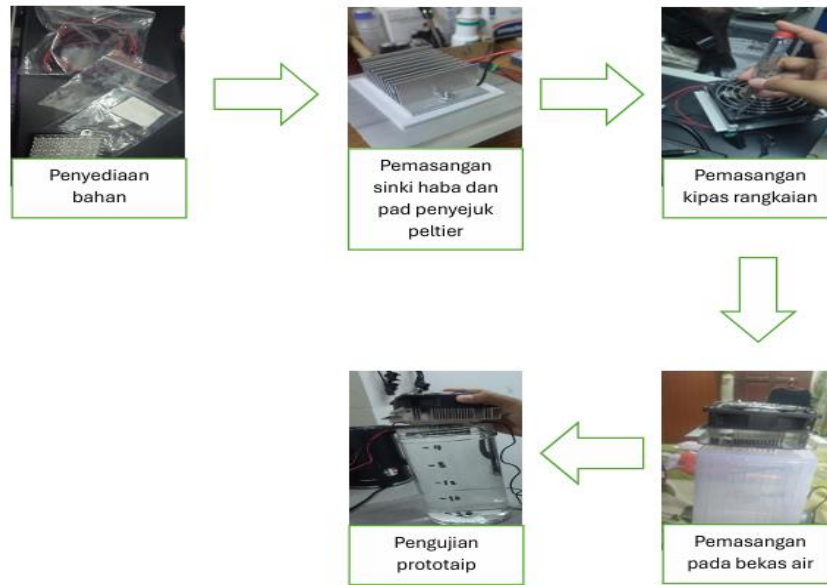 Penyediaan
bahan
Pemasangan
sinki haba dan
pad penyejuk
peltier
Pemasangan
kipas rangkaian
Pemasangan
pada bekas air
Pengujian
prototaip